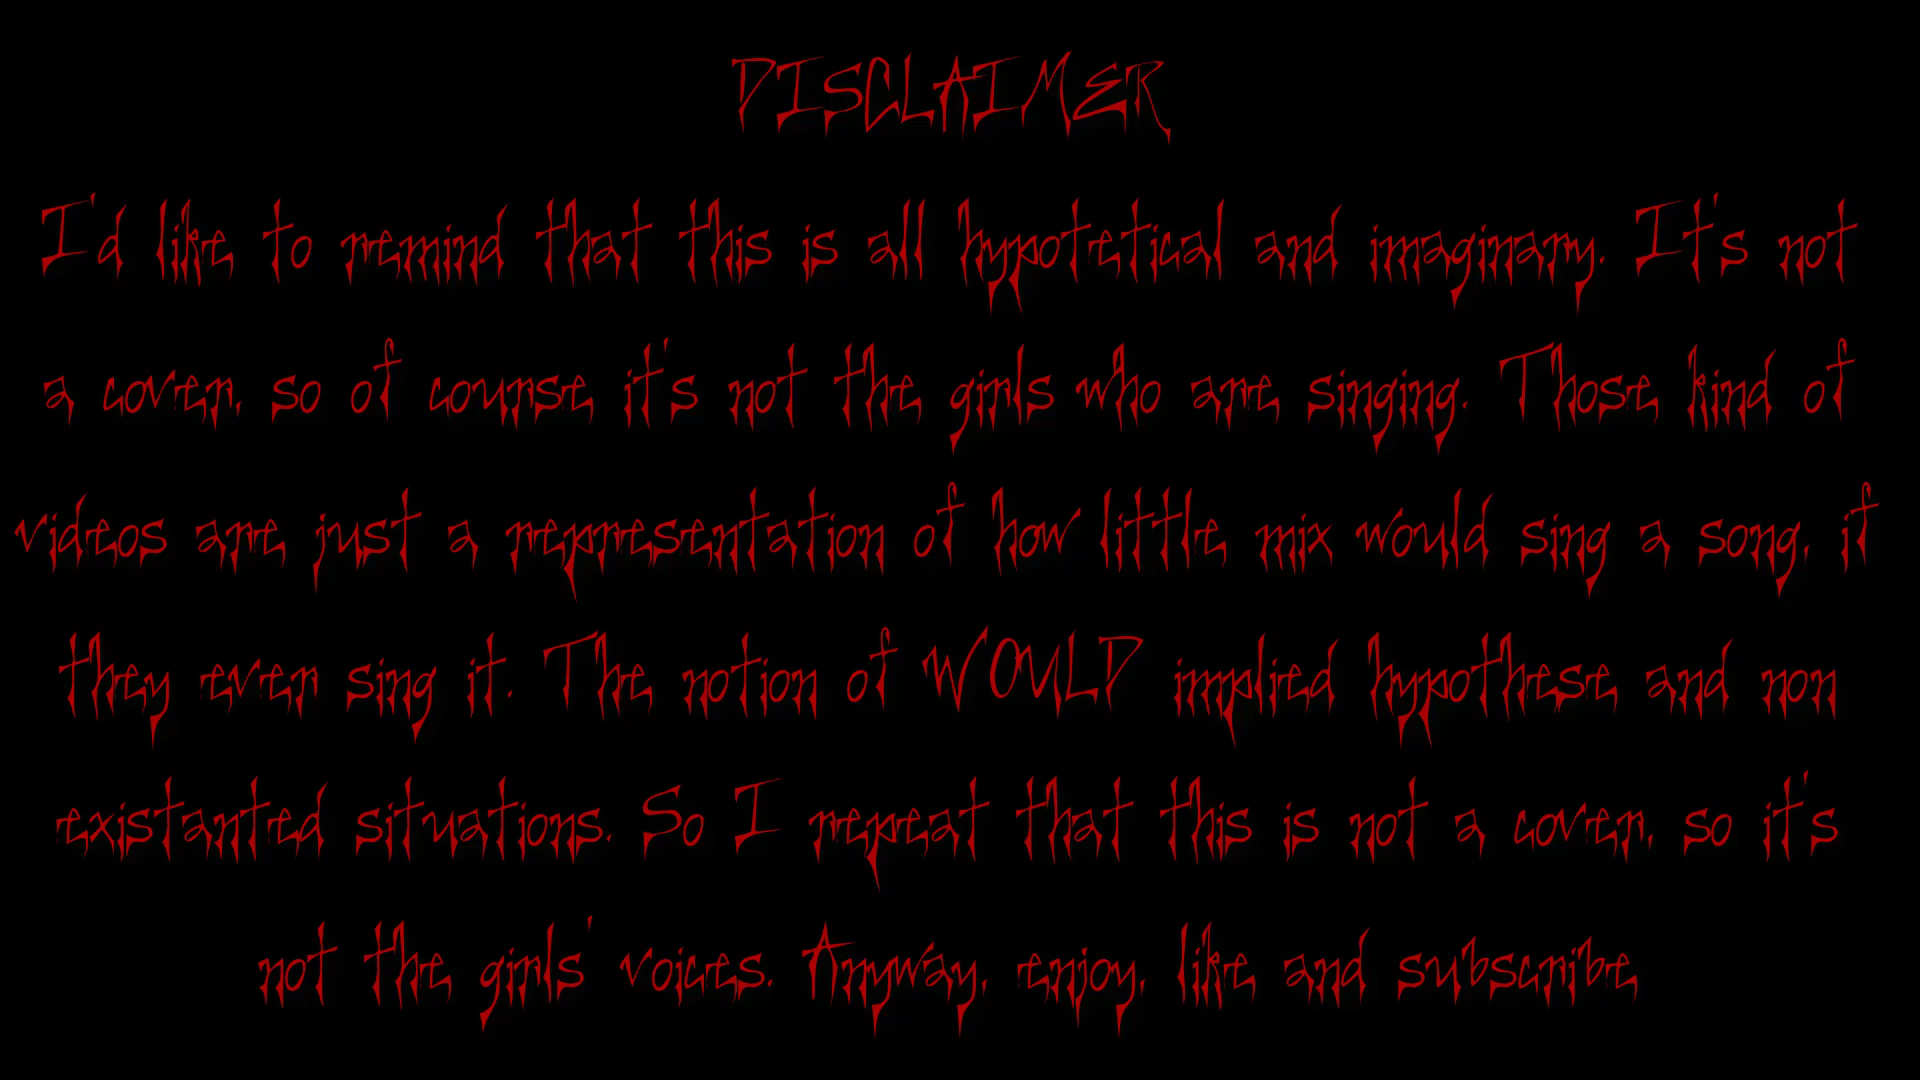 DISCLAIMER
I'd like to remind that this is all hypotetical and imaginary. It's not
a cover, so of course it's not the girls who are singing. Those kind of
videos are just a representation of how little mix would sing a song, if
they ever sing it. The notion of WOULD implied hypothese and non
existanted situations. So I repeat that this is not a cover, so it's
not the girls' voices. Anyway, enjoy, like and subscribe